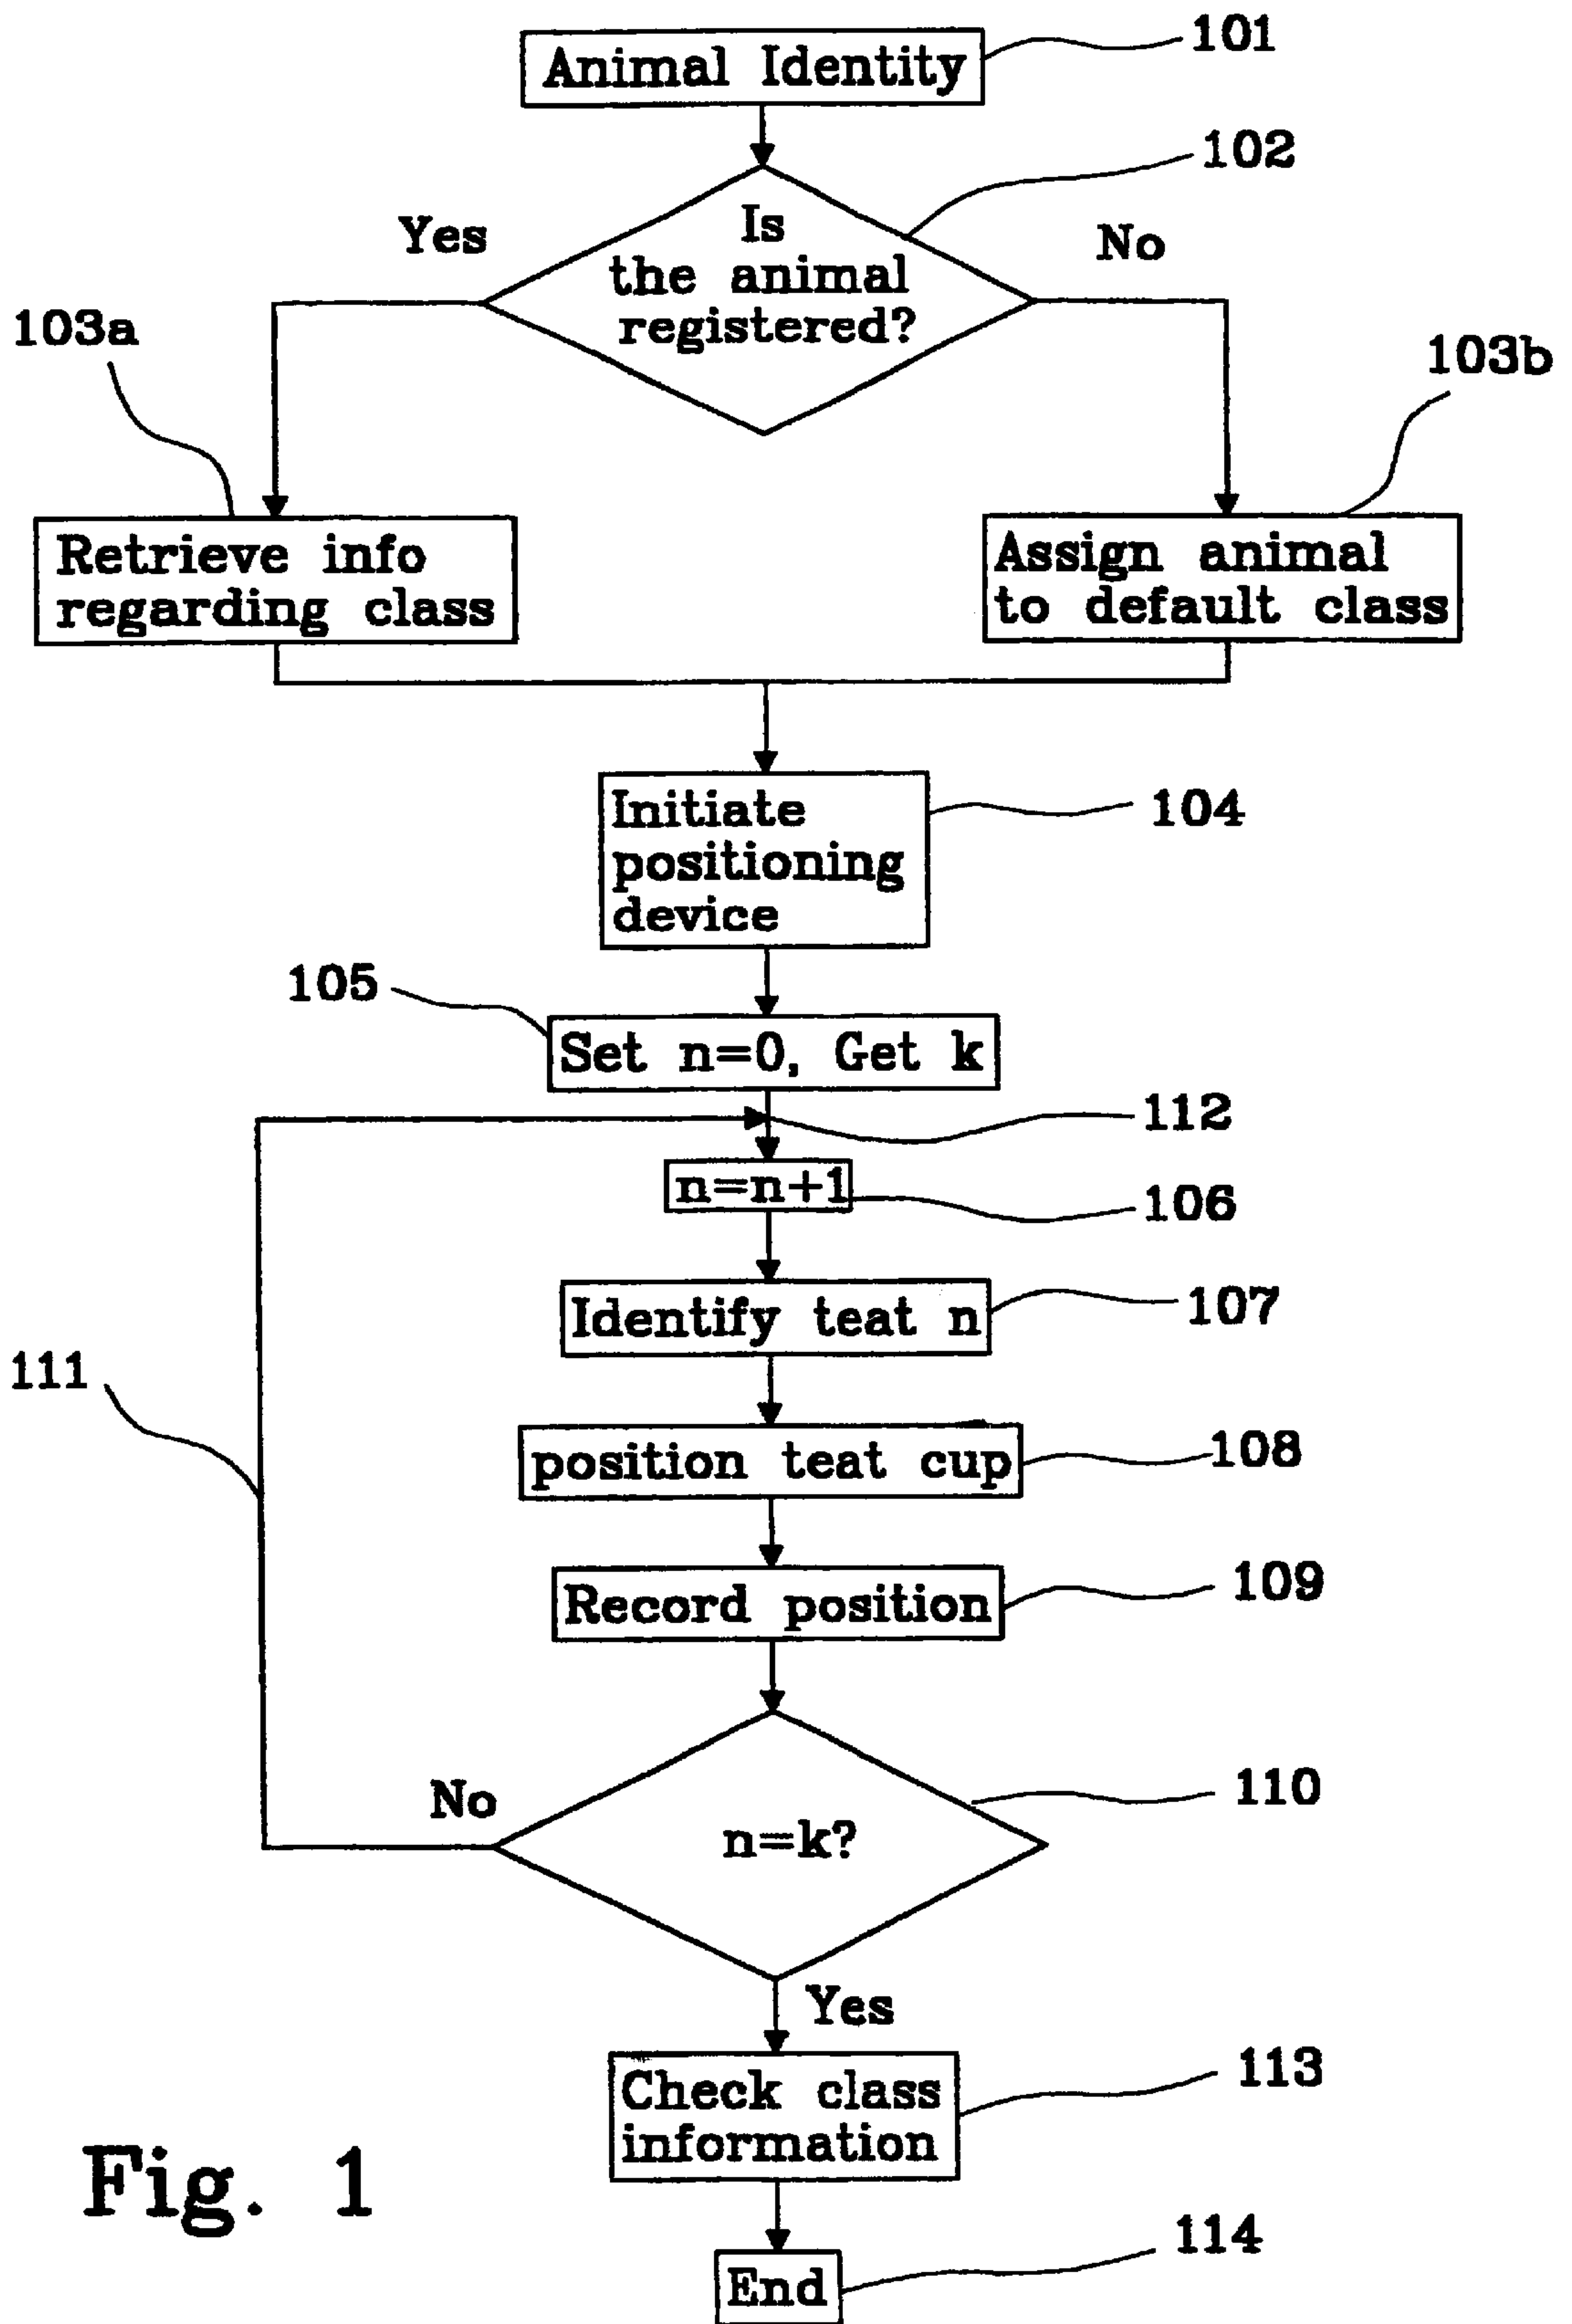 Animal Identity
101
102
Is
the animal
registered?
Yes
No
103a
103b
Retrieve info
regarding class
Assign animal
to default class
Initiate
positioning
device
104
105
Set n=0, Get k
112
n=n+1
106
Identify teat n
107
111
position teat cup
108
Record position
109
No
n=k?
110
Yes
Check class
information
113
Fig. 1
End
114